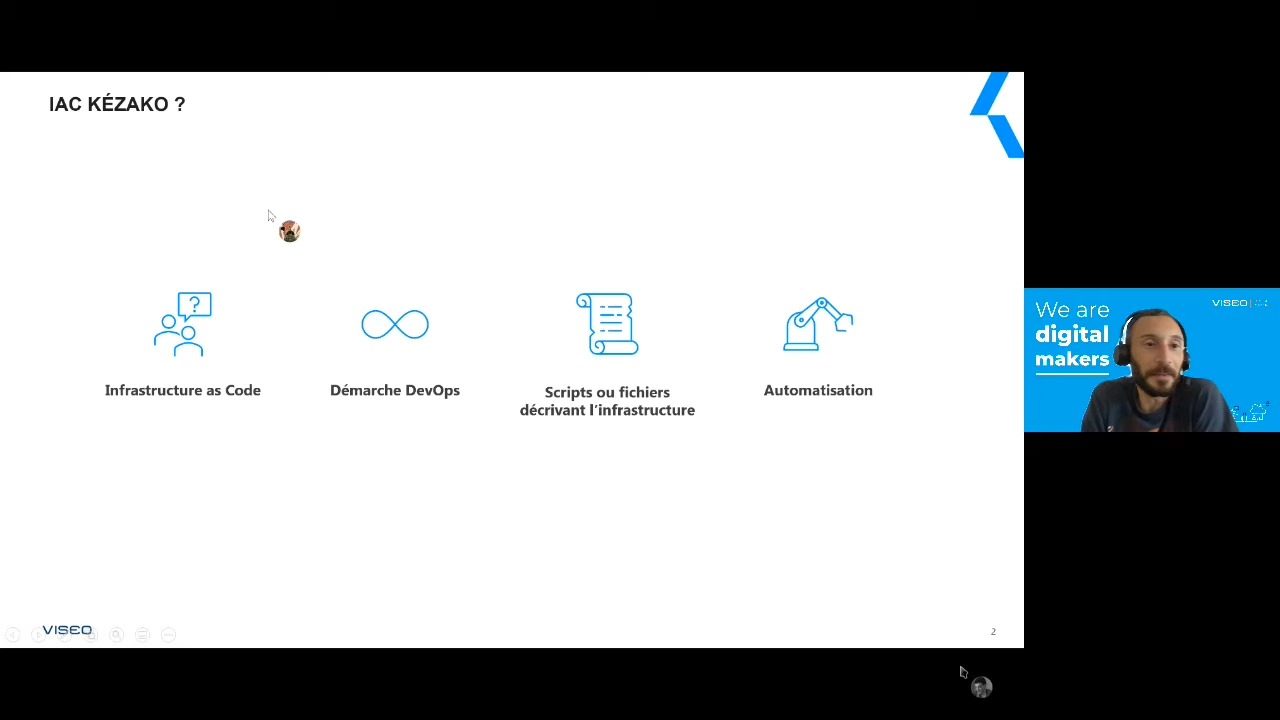 IAC KÉZAKO ?
?
Infrastructure as Code
Démarche DevOps
Scripts ou fichiers
décrivant l'infrastructure
Automatisation
VISEO
2
We are
digital
makers
VISEO